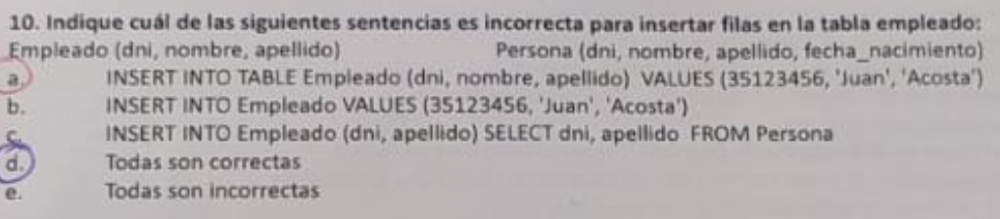 10. Indique cuál de las siguientes sentencias es incorrecta para insertar filas en la tabla empleado:
Empleado (dni, nombre, apellido) Persona (dni, nombre, apellido, fecha_nacimiento)
a. INSERT INTO TABLE Empleado (dni, nombre, apellido) VALUES (35123456, 'Juan', 'Acosta')
b. INSERT INTO Empleado VALUES (35123456, 'Juan', 'Acosta')
c. INSERT INTO Empleado (dni, apellido) SELECT dni, apellido FROM Persona
d. Todas son correctas
e. Todas son incorrectas